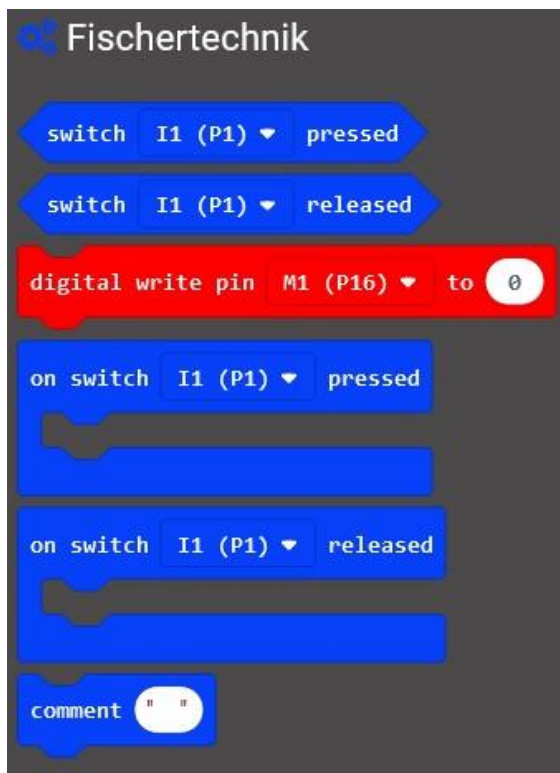 Fischertechnik
switch I1 (P1) pressed
switch I1 (P1) released
digital write pin M1 (P16) to 0
on switch I1 (P1) pressed
on switch I1 (P1) released
comment " "